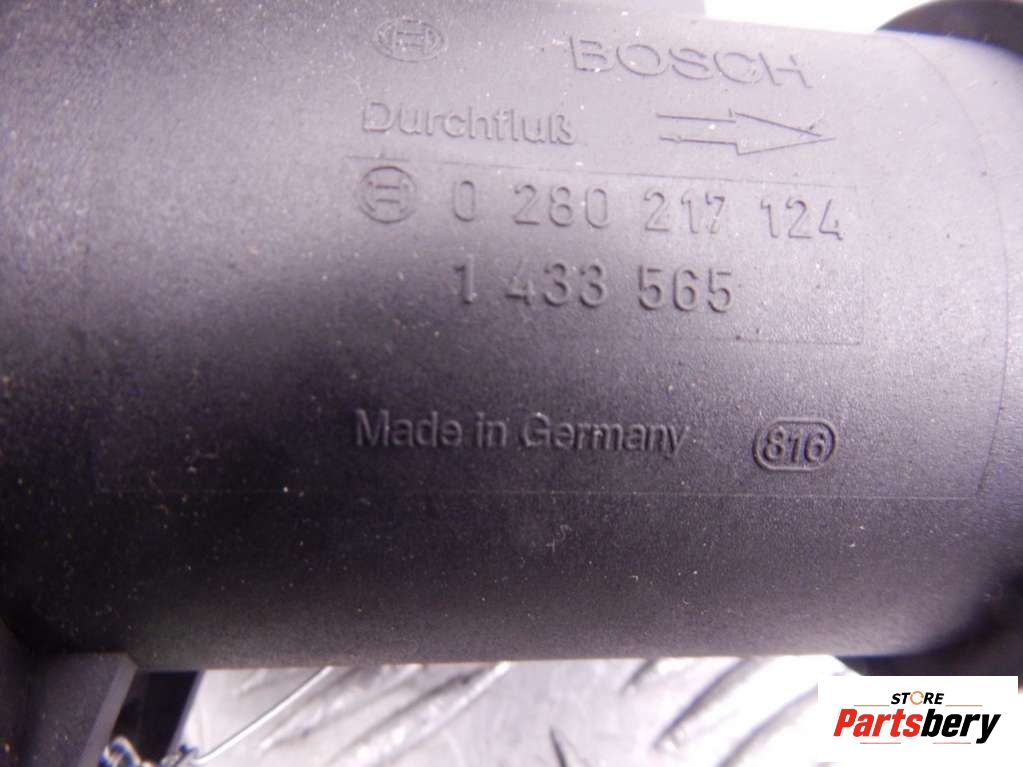 BOSCH
Durchfluß
0 280 217 124
1 433 565
Made in Germany 816
STORE
Partsbery